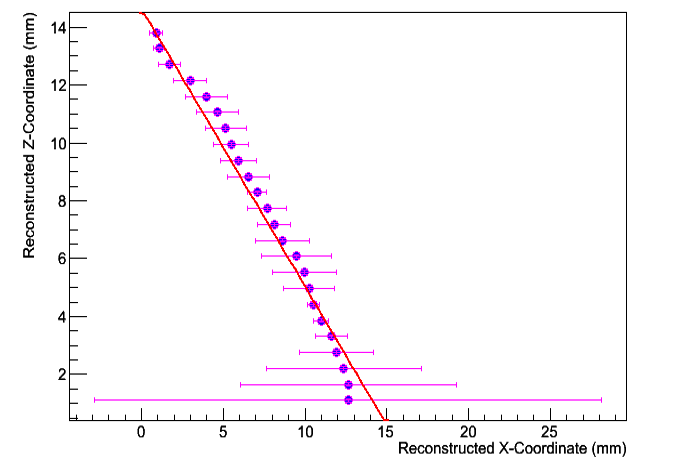 Reconstructed Z-Coordinate (mm)
14
12
10
8
6
4
2
0 5 10 15 20 25
Reconstructed X-Coordinate (mm)